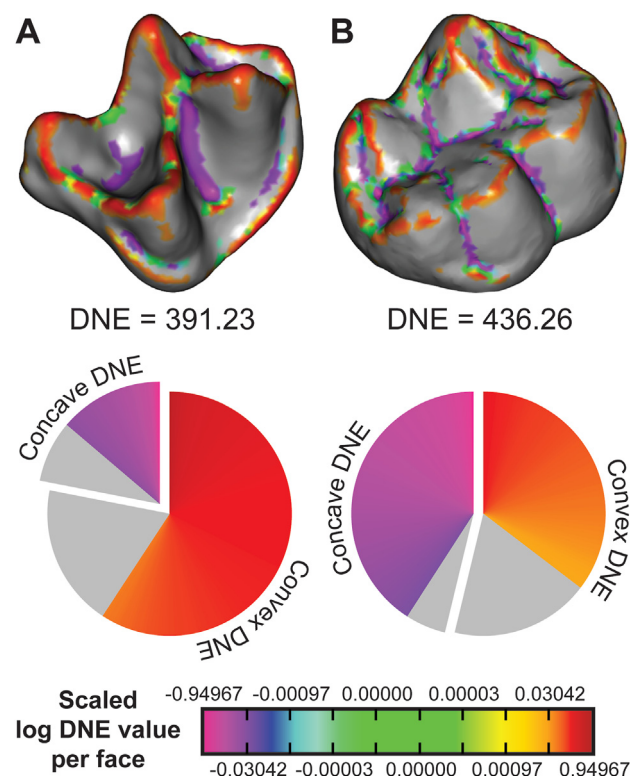 A
B
DNE = 391.23
DNE = 436.26
Concave DNE
Convex DNE
Concave DNE
Convex DNE
Scaled
log DNE value
per face
-0.94967 -0.00097 0.00000 0.00003 0.03042
-0.03042 -0.00003 0.00000 0.00097 0.94967